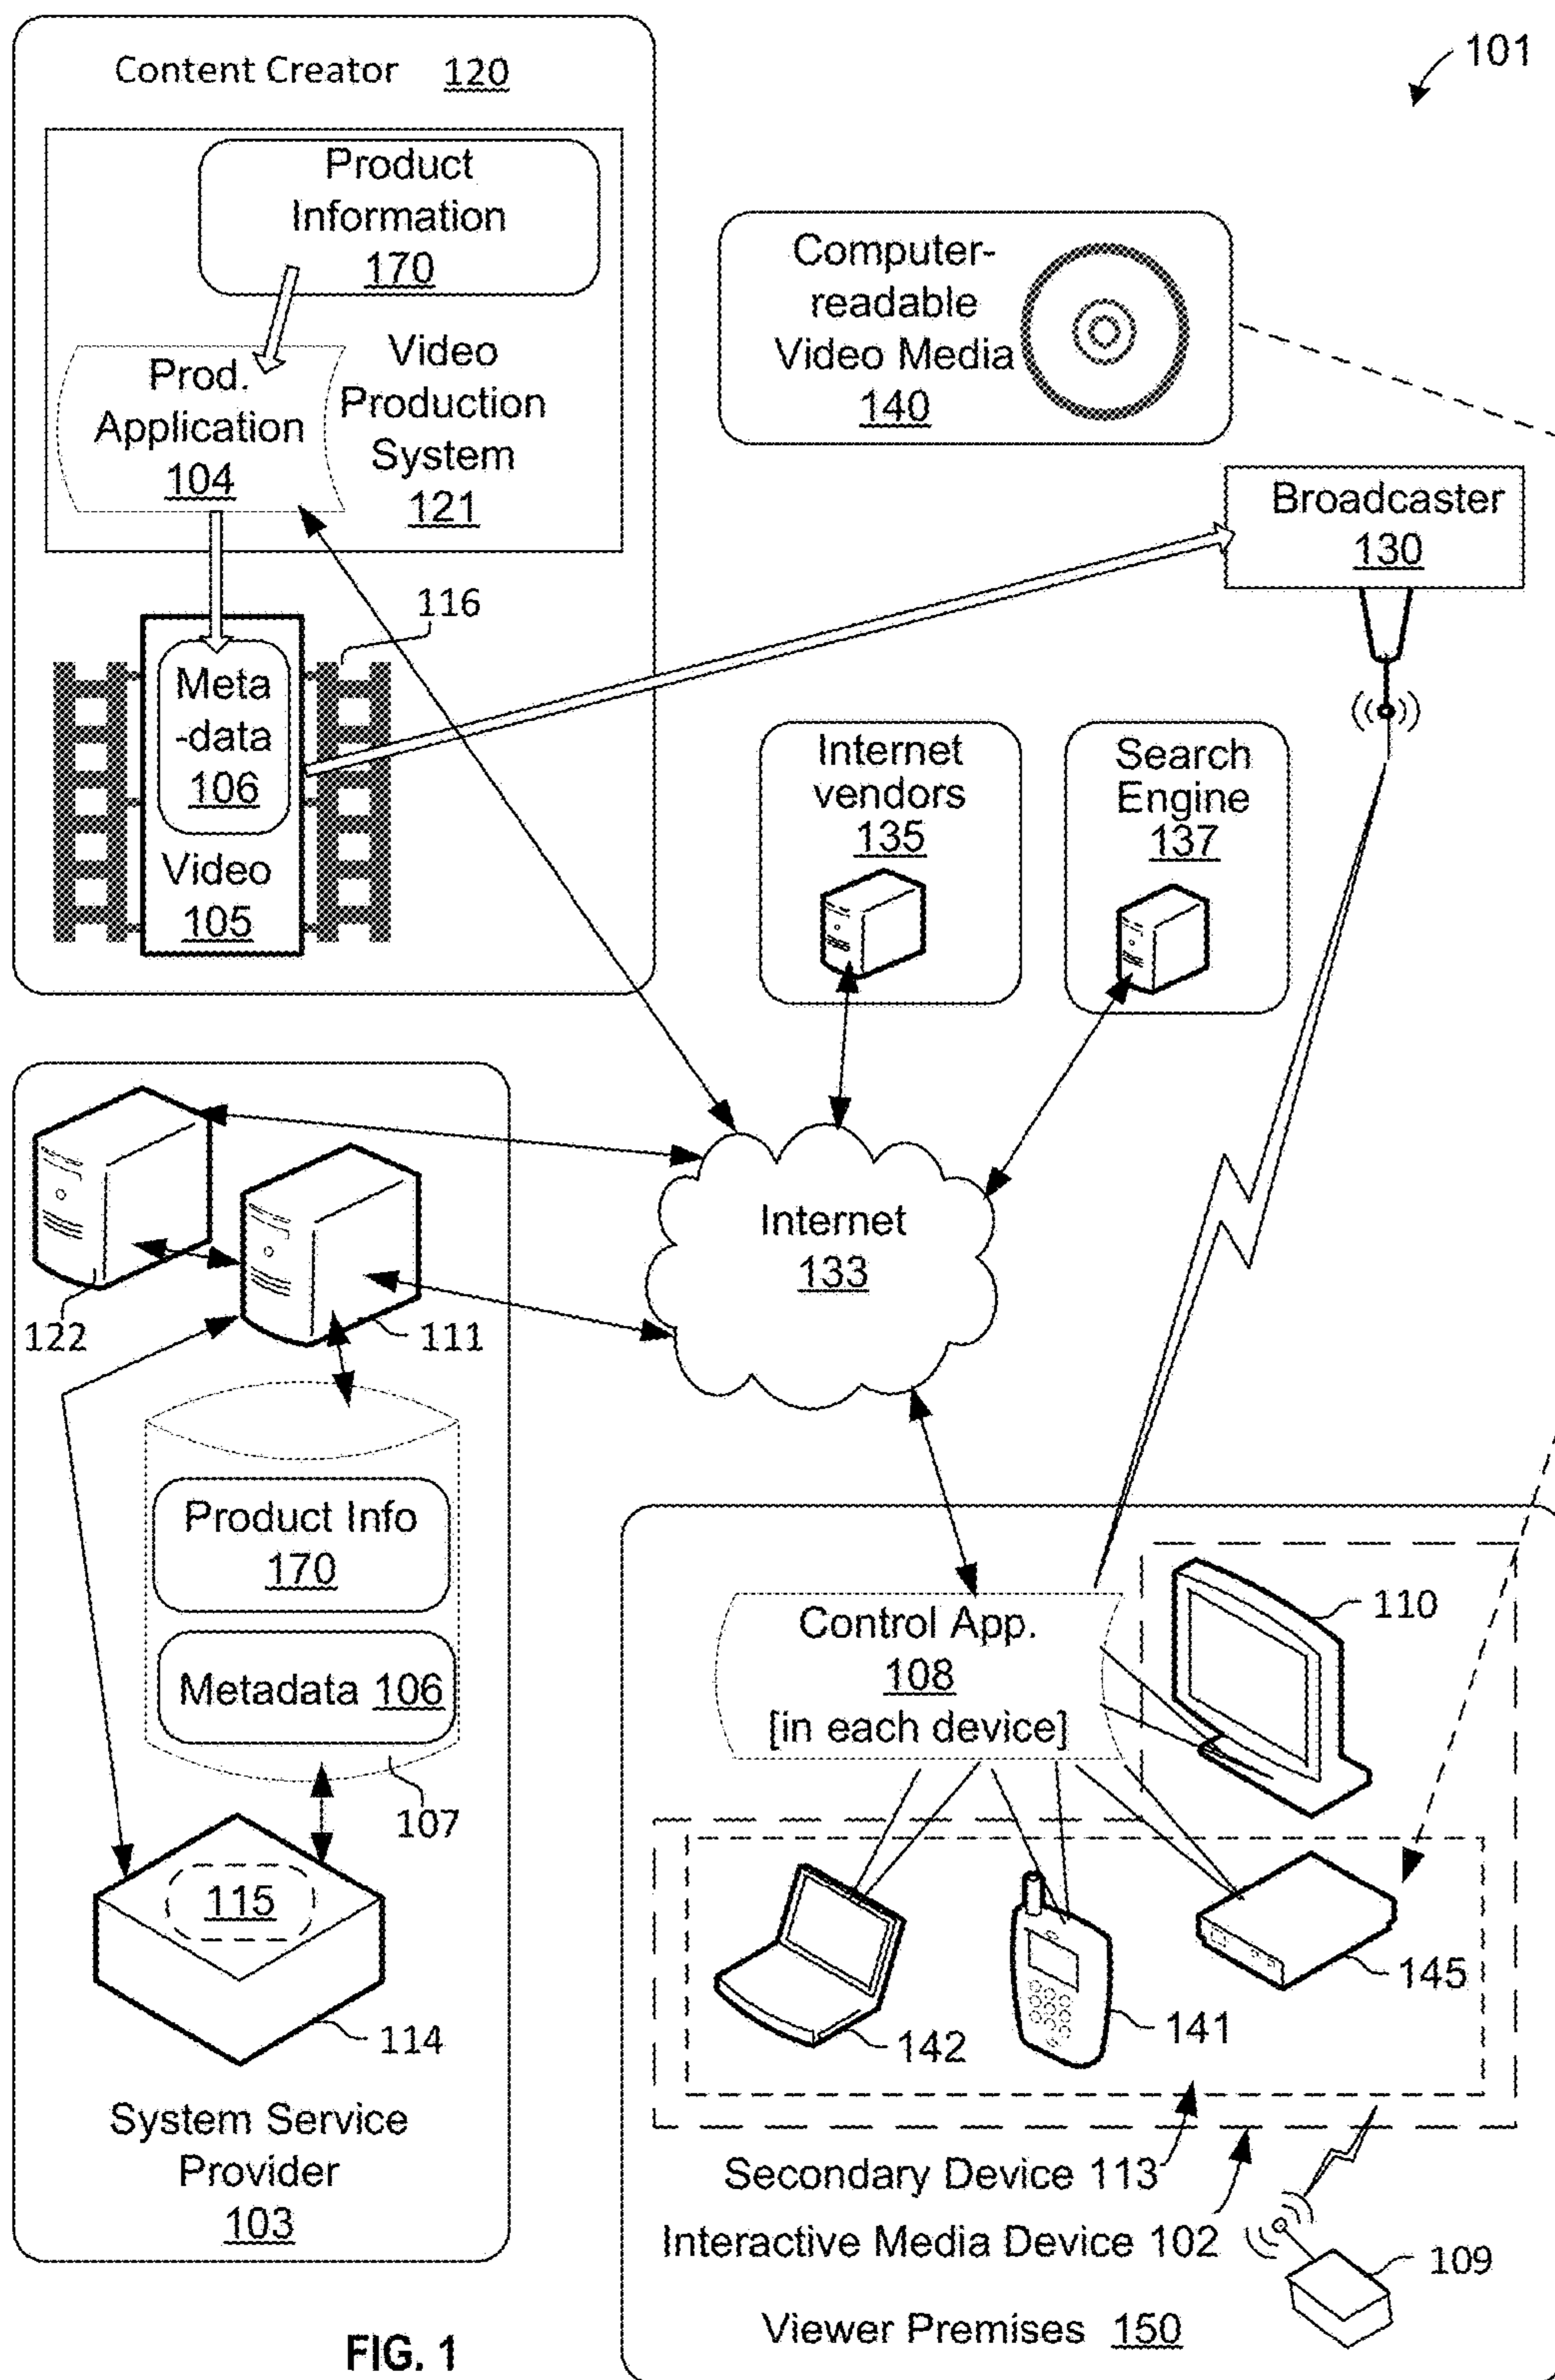 Content Creator 120
101
Product
Information
170
Computer-
readable
Video Media
140
Prod.
Application
104
Video
Production
System
121
Broadcaster
130
116
Meta
-data
106
Video
105
Internet
vendors
135
Search
Engine
137
Internet
133
122
111
Product Info
170
Metadata 106
107
115
114
System Service
Provider
103
Control App.
108
[in each device]
110
142
141
145
Secondary Device 113
Interactive Media Device 102
109
Viewer Premises 150
FIG. 1